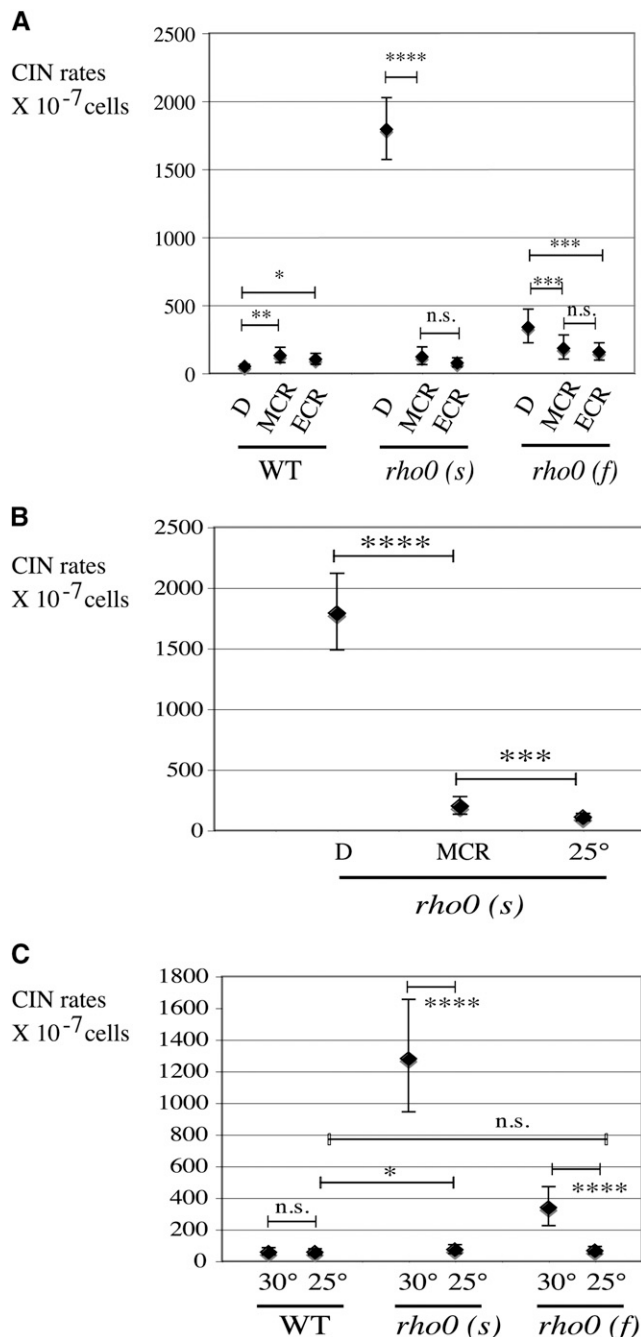 A
CIN rates
X 10-7 cells
2500
2000
1500
1000
500
0
****
*
**
n.s.
***
***
n.s.
D MCR ECR D MCR ECR D MCR ECR
WT rho0 (s) rho0 (f)
B
CIN rates
X 10-7 cells
2500
2000
1500
1000
500
0
****
***
D MCR 25°
rho0 (s)
C
CIN rates
X 10-7 cells
1800
1600
1400
1200
1000
800
600
400
200
0
****
n.s.
*
n.s.
****
30° 25° 30° 25° 30° 25°
WT rho0 (s) rho0 (f)